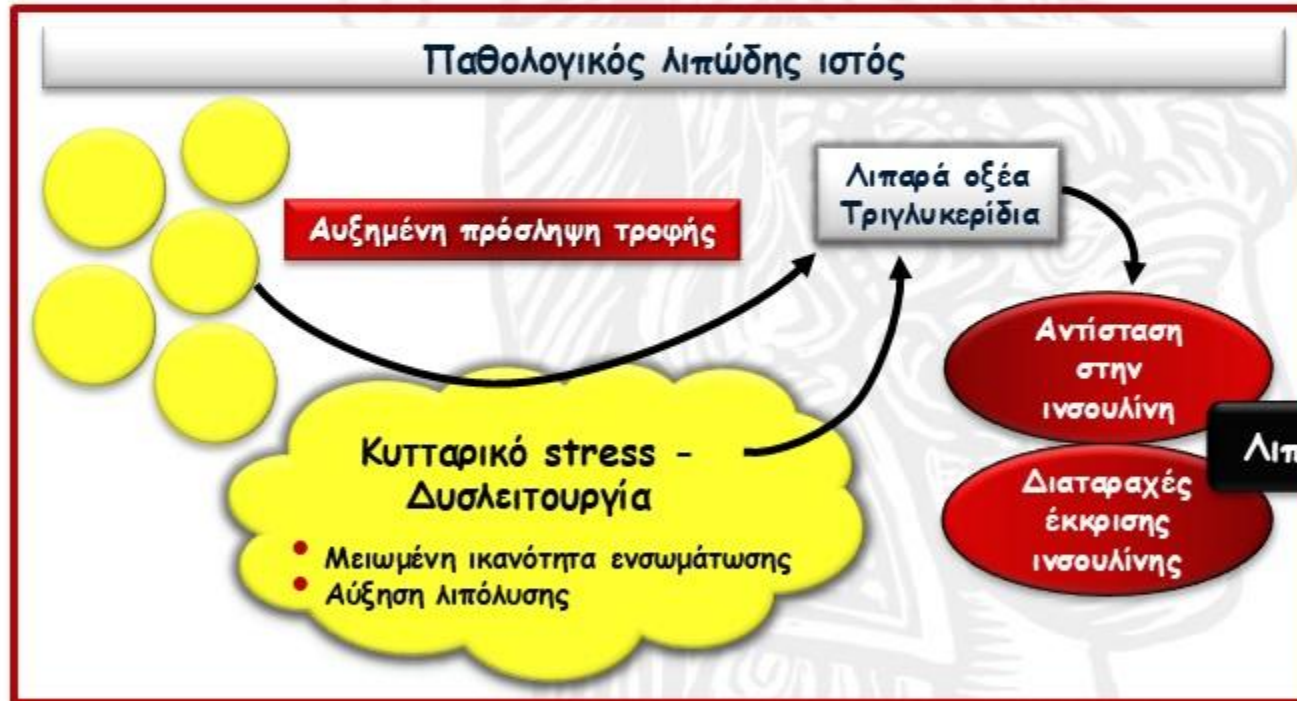 Παθολογικός λιπώδης ιστός
Αυξημένη πρόσληψη τροφής
Λιπαρά οξέα
Τριγλυκερίδια
Κυτταρικό stress -
Δυσλειτουργία
• Μειωμένη ικανότητα ενσωμάτωσης
• Αύξηση λιπόλυσης
Αντίσταση
στην
ινσουλίνη
Διαταραχές
έκκρισης
ινσουλίνης